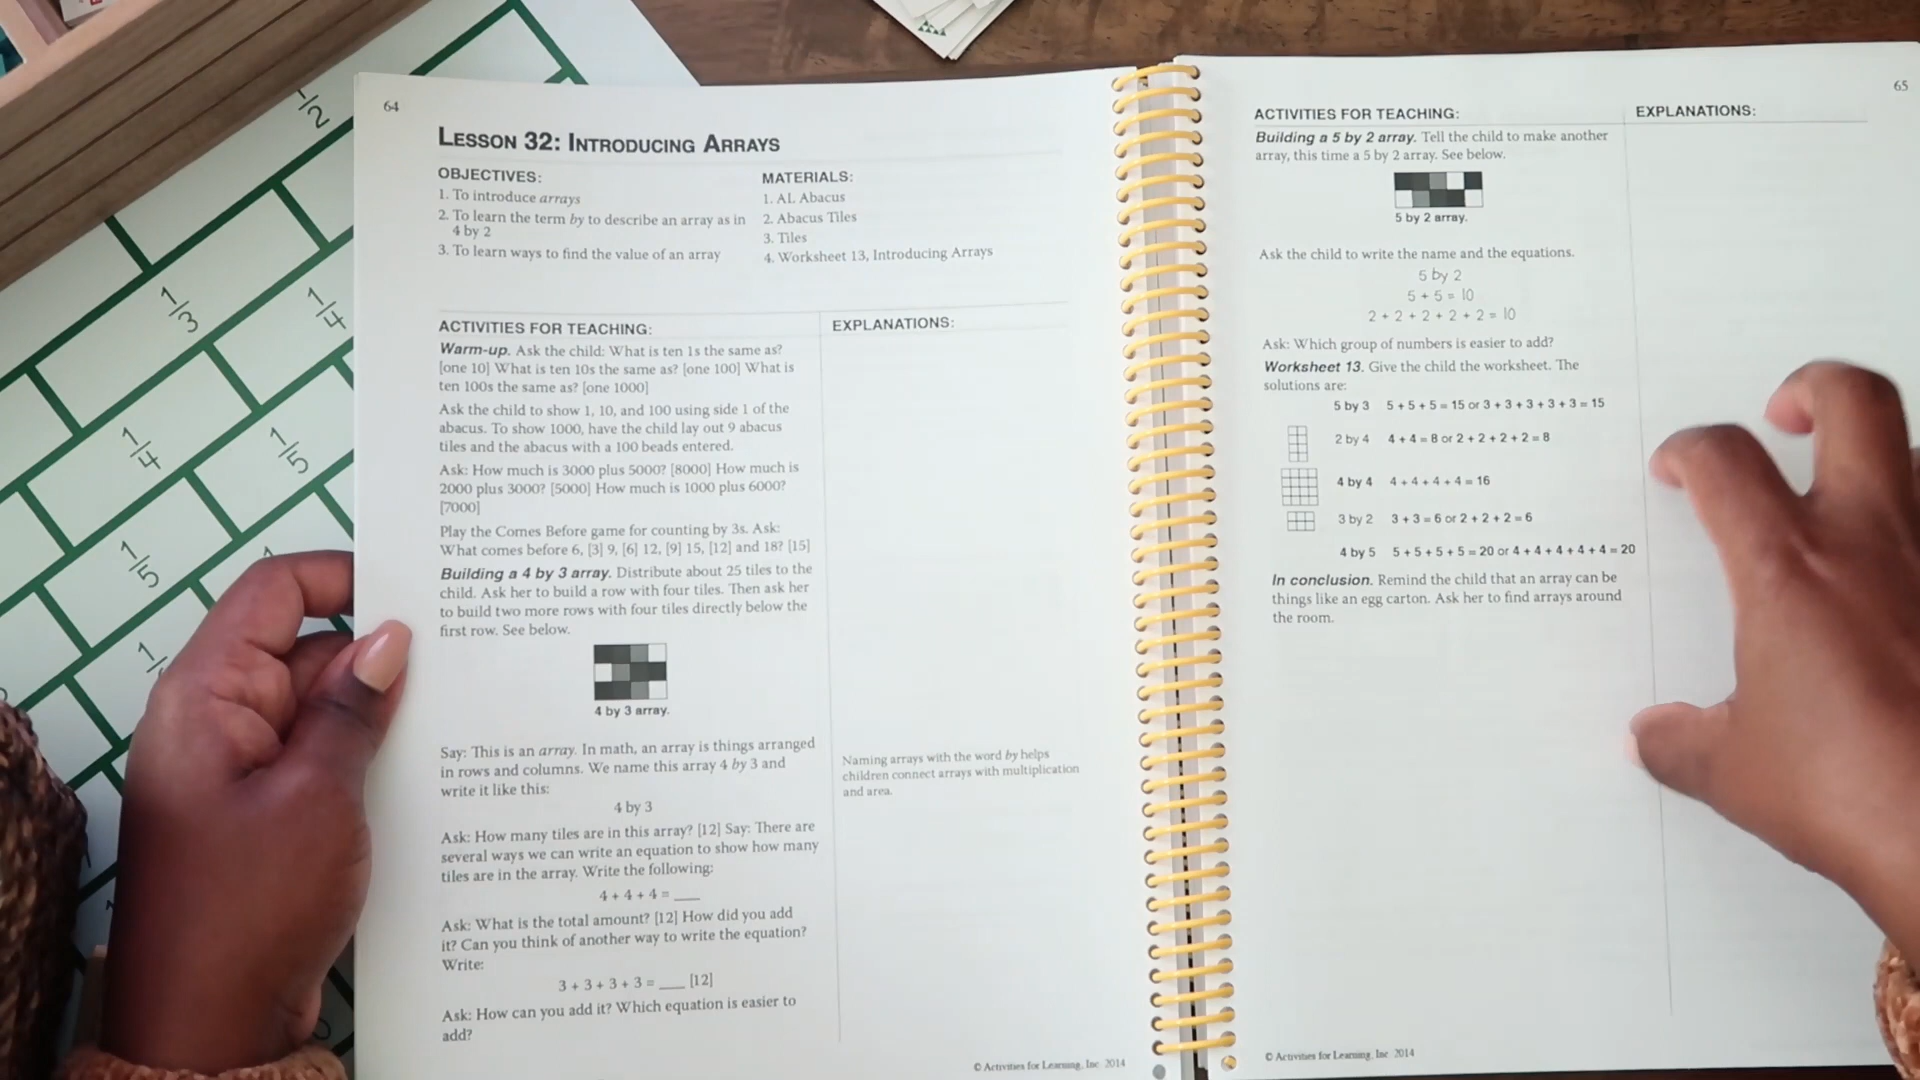 1/2
1/3
1/4
1/4
1/5
1/5
64
LESSON 32: INTRODUCING ARRAYS
OBJECTIVES:
1. To introduce arrays
2. To learn the term by to describe an array as in
4 by 2
3. To learn ways to find the value of an array
MATERIALS:
1. AL Abacus
2. Abacus Tiles
3. Tiles
4. Worksheet 13, Introducing Arrays
ACTIVITIES FOR TEACHING:
Warm-up. Ask the child: What is ten 1s the same as?
[one 10] What is ten 10s the same as? [one 100] What is
ten 100s the same as? [one 1000]
Ask the child to show 1, 10, and 100 using side 1 of the
abacus. To show 1000, have the child lay out 9 abacus
tiles and the abacus with a 100 beads entered.
Ask: How much is 3000 plus 5000? [8000] How much is
2000 plus 3000? [5000] How much is 1000 plus 6000?
[7000]
Play the Comes Before game for counting by 3s. Ask:
What comes before 6, [3] 9, [6] 12, [9] 15, [12] and 18? [15]
Building a 4 by 3 array. Distribute about 25 tiles to the
child. Ask her to build a row with four tiles. Then ask her
to build two more rows with four tiles directly below the
first row. See below.
4 by 3 array.
Say: This is an array. In math, an array is things arranged
in rows and columns. We name this array 4 by 3 and
write it like this:
4 by 3
Ask: How many tiles are in this array? [12] Say: There are
several ways we can write an equation to show how many
tiles are in the array. Write the following:
4 + 4 + 4 = ___
Ask: What is the total amount? [12] How did you add
it? Can you think of another way to write the equation?
Write:
3 + 3 + 3 + 3 = ___ [12]
Ask: How can you add it? Which equation is easier to
add?
EXPLANATIONS:
Naming arrays with the word by helps
children connect arrays with multiplication
and area.
© Activities for Learning, Inc. 2014
65
ACTIVITIES FOR TEACHING:
Building a 5 by 2 array. Tell the child to make another
array, this time a 5 by 2 array. See below.
5 by 2 array.
Ask the child to write the name and the equations.
5 by 2
5 + 5 = 10
2 + 2 + 2 + 2 + 2 = 10
Ask: Which group of numbers is easier to add?
Worksheet 13. Give the child the worksheet. The
solutions are:
5 by 3 5 + 5 + 5 = 15 or 3 + 3 + 3 + 3 + 3 = 15
2 by 4 4 + 4 = 8 or 2 + 2 + 2 + 2 = 8
4 by 4 4 + 4 + 4 + 4 = 16
3 by 2 3 + 3 = 6 or 2 + 2 + 2 = 6
4 by 5 5 + 5 + 5 + 5 = 20 or 4 + 4 + 4 + 4 + 4 = 20
In conclusion. Remind the child that an array can be
things like an egg carton. Ask her to find arrays around
the room.
EXPLANATIONS:
© Activities for Learning, Inc 2014